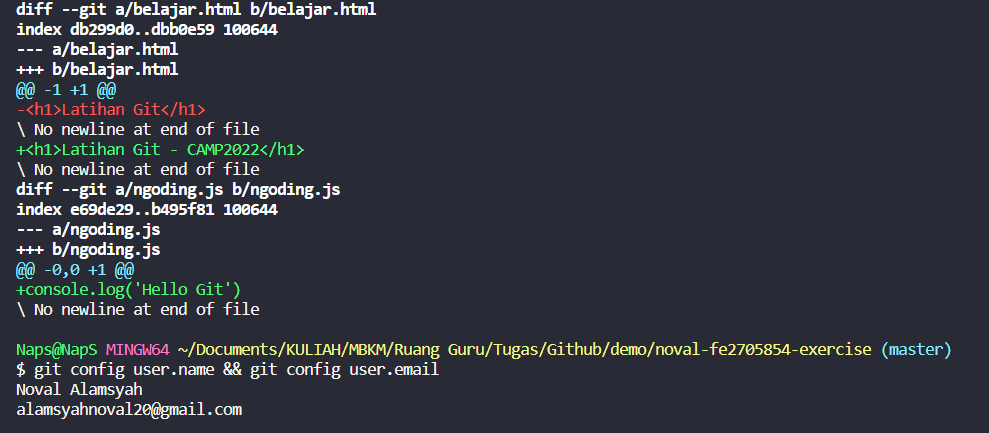 diff --git a/belajar.html b/belajar.html
index db299d0..dbb0e59 100644
--- a/belajar.html
+++ b/belajar.html
@@ -1 +1 @@
-<h1>Latihan Git</h1>
\ No newline at end of file
+<h1>Latihan Git - CAMP2022</h1>
\ No newline at end of file
diff --git a/ngoding.js b/ngoding.js
index e69de29..b495f81 100644
--- a/ngoding.js
+++ b/ngoding.js
@@ -0,0 +1 @@
+console.log('Hello Git')
\ No newline at end of file
Naps@NapS MINGW64 ~/Documents/KULIAH/MBKM/Ruang Guru/Tugas/Github/demo/noval-fe2705854-exercise (master)
$ git config user.name && git config user.email
Noval Alamsyah
alamsyahnoval20@gmail.com